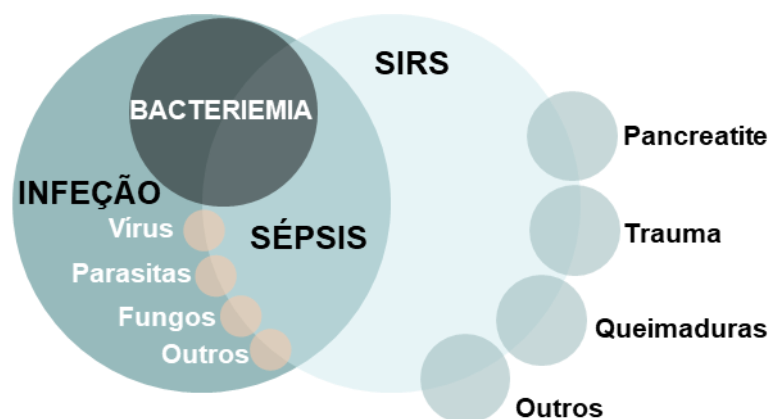 SIRS
BACTERIEMIA
Pancreatite
INFEÇÃO
Vírus
SÉPSIS
Trauma
Parasitas
Fungos
Queimaduras
Outros
Outros